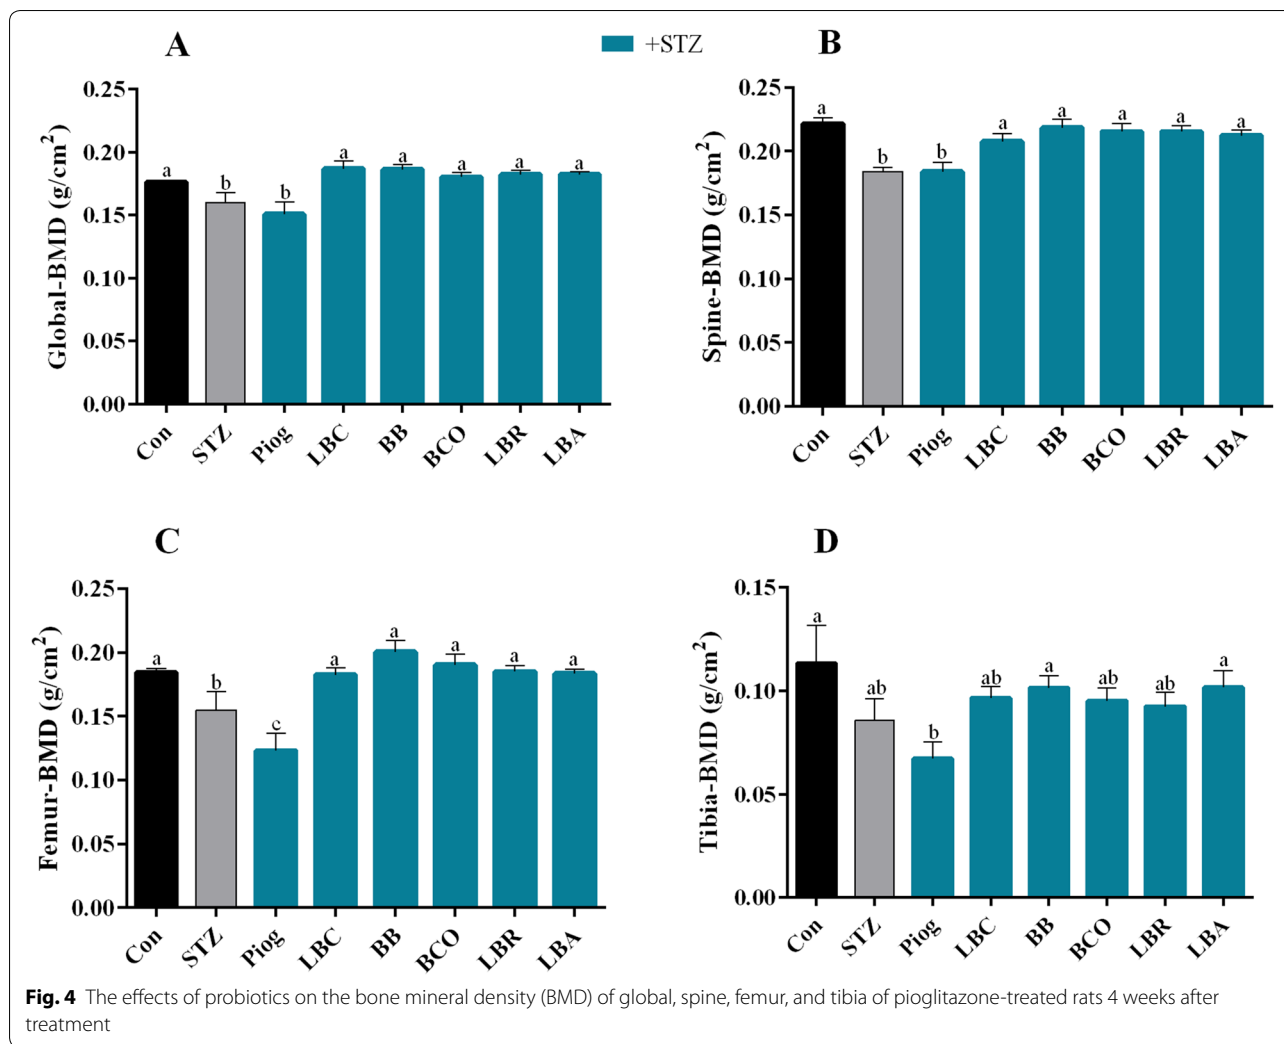 A
+STZ
B
Global-BMD (g/cm²)
0.25
0.20
0.15
0.10
0.05
0.00
a
b
b
a
a
a
a
a
Con
STZ
Piog
LBC
BB
BCO
LBR
LBA
Spine-BMD (g/cm²)
0.25
0.20
0.15
0.10
0.05
0.00
a
b
b
a
a
a
a
a
Con
STZ
Piog
LBC
BB
BCO
LBR
LBA
C
Femur-BMD (g/cm²)
0.25
0.20
0.15
0.10
0.05
0.00
a
b
c
a
a
a
a
a
Con
STZ
Piog
LBC
BB
BCO
LBR
LBA
D
Tibia-BMD (g/cm²)
0.15
0.10
0.05
0.00
a
ab
b
ab
a
ab
ab
a
Con
STZ
Piog
LBC
BB
BCO
LBR
LBA
Fig. 4 The effects of probiotics on the bone mineral density (BMD) of global, spine, femur, and tibia of pioglitazone-treated rats 4 weeks after
treatment